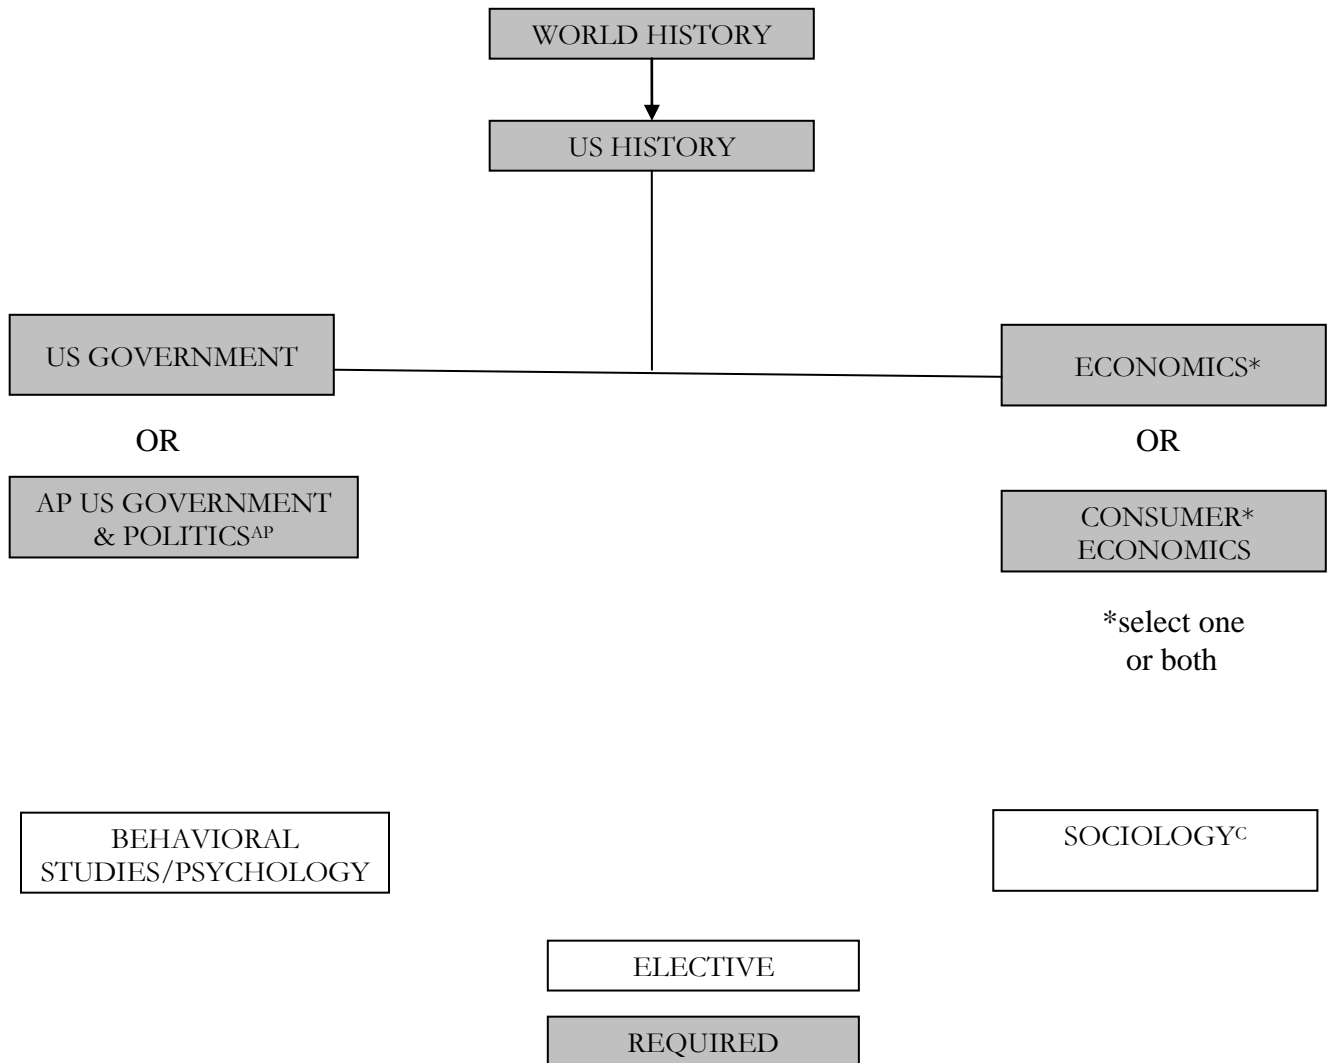 WORLD HISTORY
US HISTORY
US GOVERNMENT
ECONOMICS*
OR
OR
AP US GOVERNMENT
& POLITICSᴬᴾ
CONSUMER*
ECONOMICS
*select one
or both
BEHAVIORAL
STUDIES/PSYCHOLOGY
SOCIOLOGYᶜ
ELECTIVE
REQUIRED